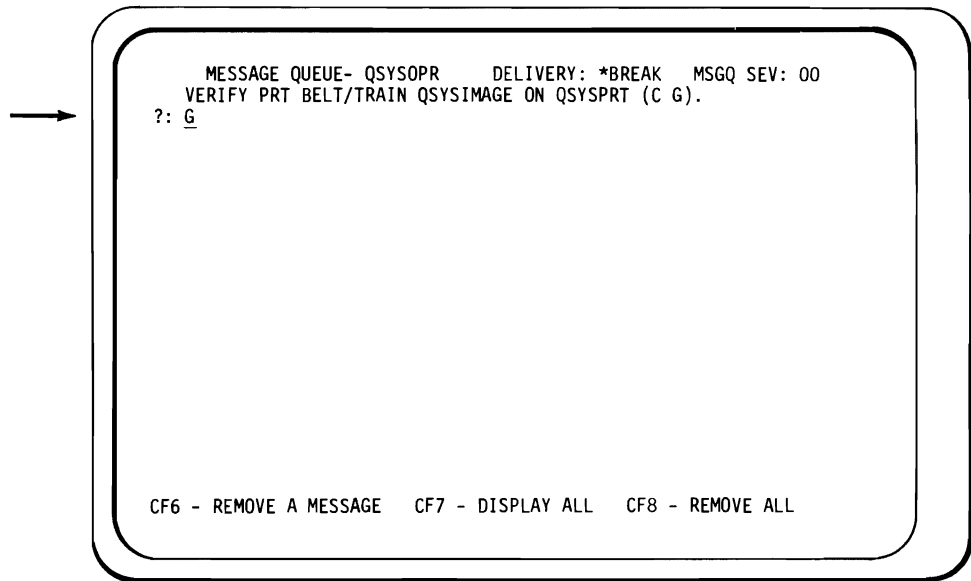 MESSAGE QUEUE- QSYSOPR DELIVERY: *BREAK MSGQ SEV: 00
VERIFY PRT BELT/TRAIN QSYSIMAGE ON QSYSPRT (C G).
?: G
CF6 - REMOVE A MESSAGE CF7 - DISPLAY ALL CF8 - REMOVE ALL